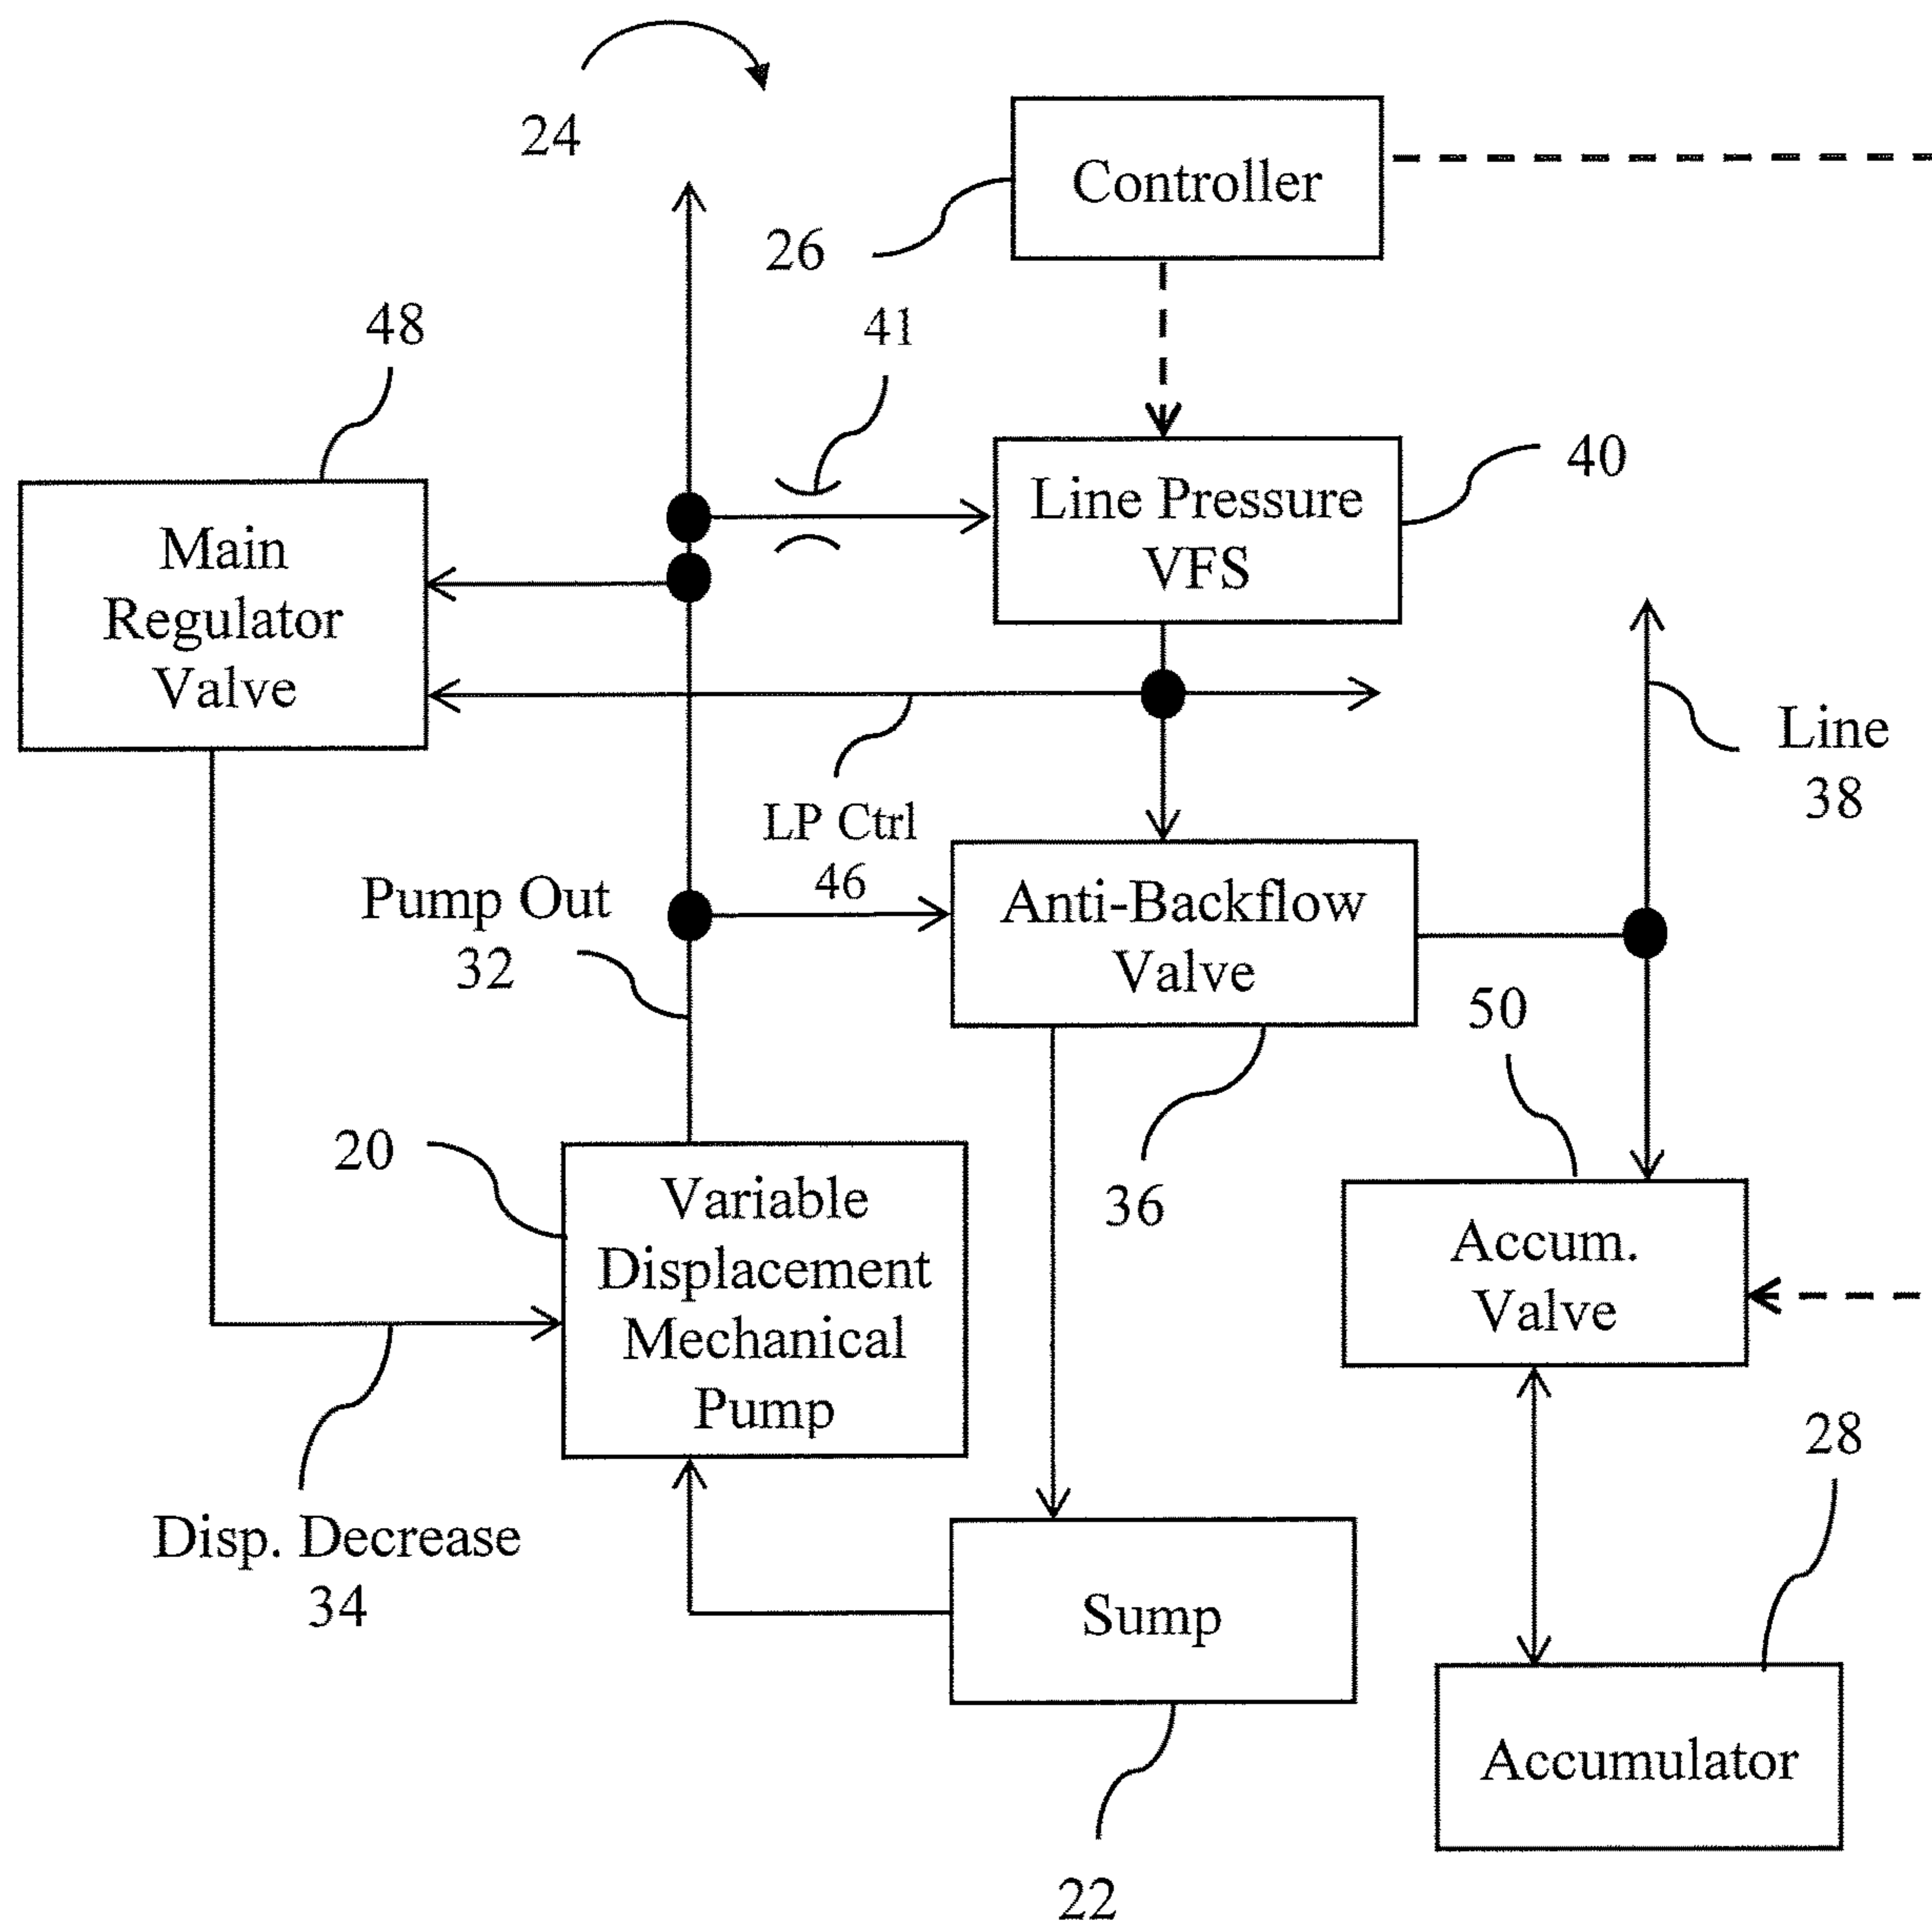 24
Controller
26
41
48
Line Pressure
VFS
40
Main
Regulator
Valve
Line
38
LP Ctrl
46
Pump Out
32
Anti-Backflow
Valve
50
20
Variable
Displacement
Mechanical
Pump
36
Accum.
Valve
28
Disp. Decrease
34
Sump
Accumulator
22